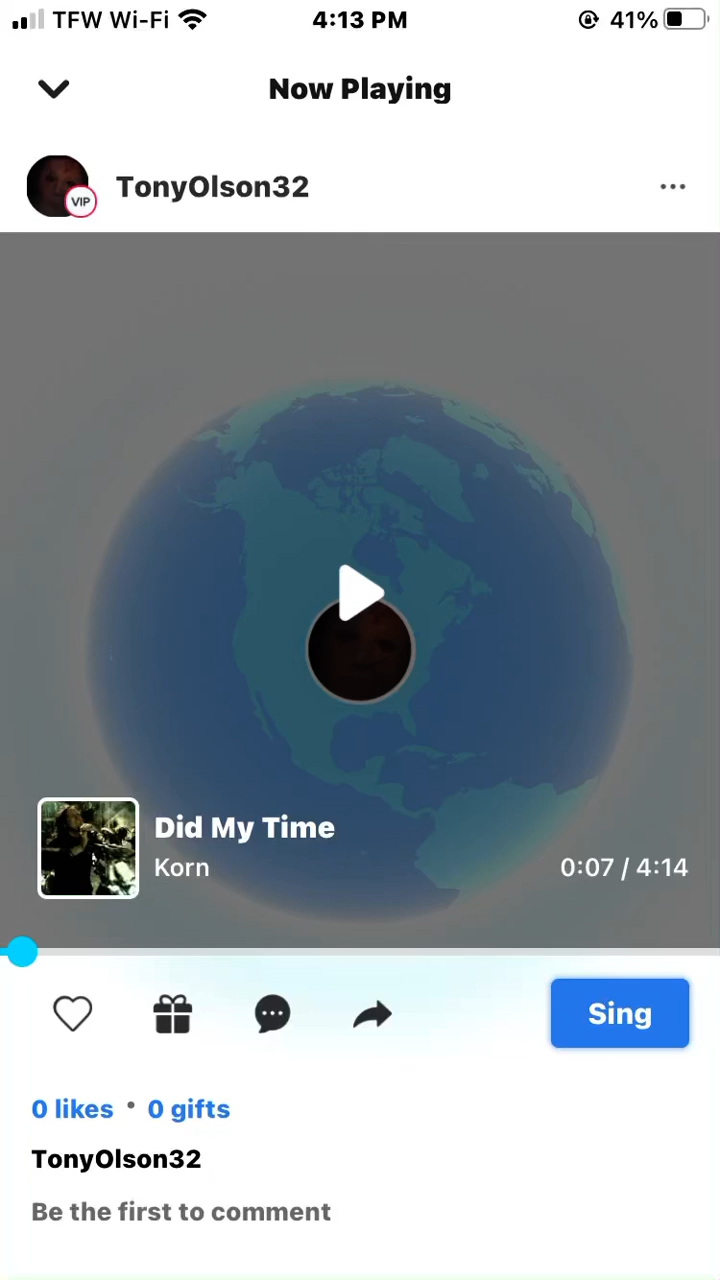 TFW Wi-Fi 4:13 PM 41%
Now Playing
VIP
TonyOlson32
Did My Time
Korn
0:07 / 4:14
Sing
0 likes • 0 gifts
TonyOlson32
Be the first to comment